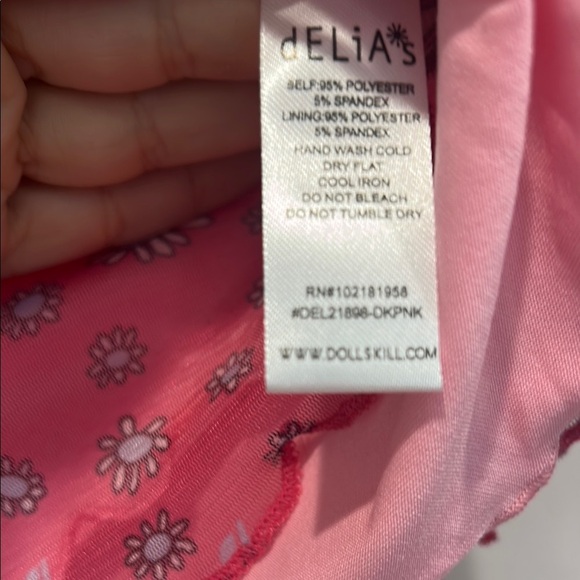 dELiA*s
SELF:95% POLYESTER
5% SPANDEX
LINING:95% POLYESTER
5% SPANDEX
HAND WASH COLD
DRY FLAT
COOL IRON
DO NOT BLEACH
DO NOT TUMBLE DRY
RN#102181958
#DEL21898-DKPNK
WWW.DOLLSKILL.COM